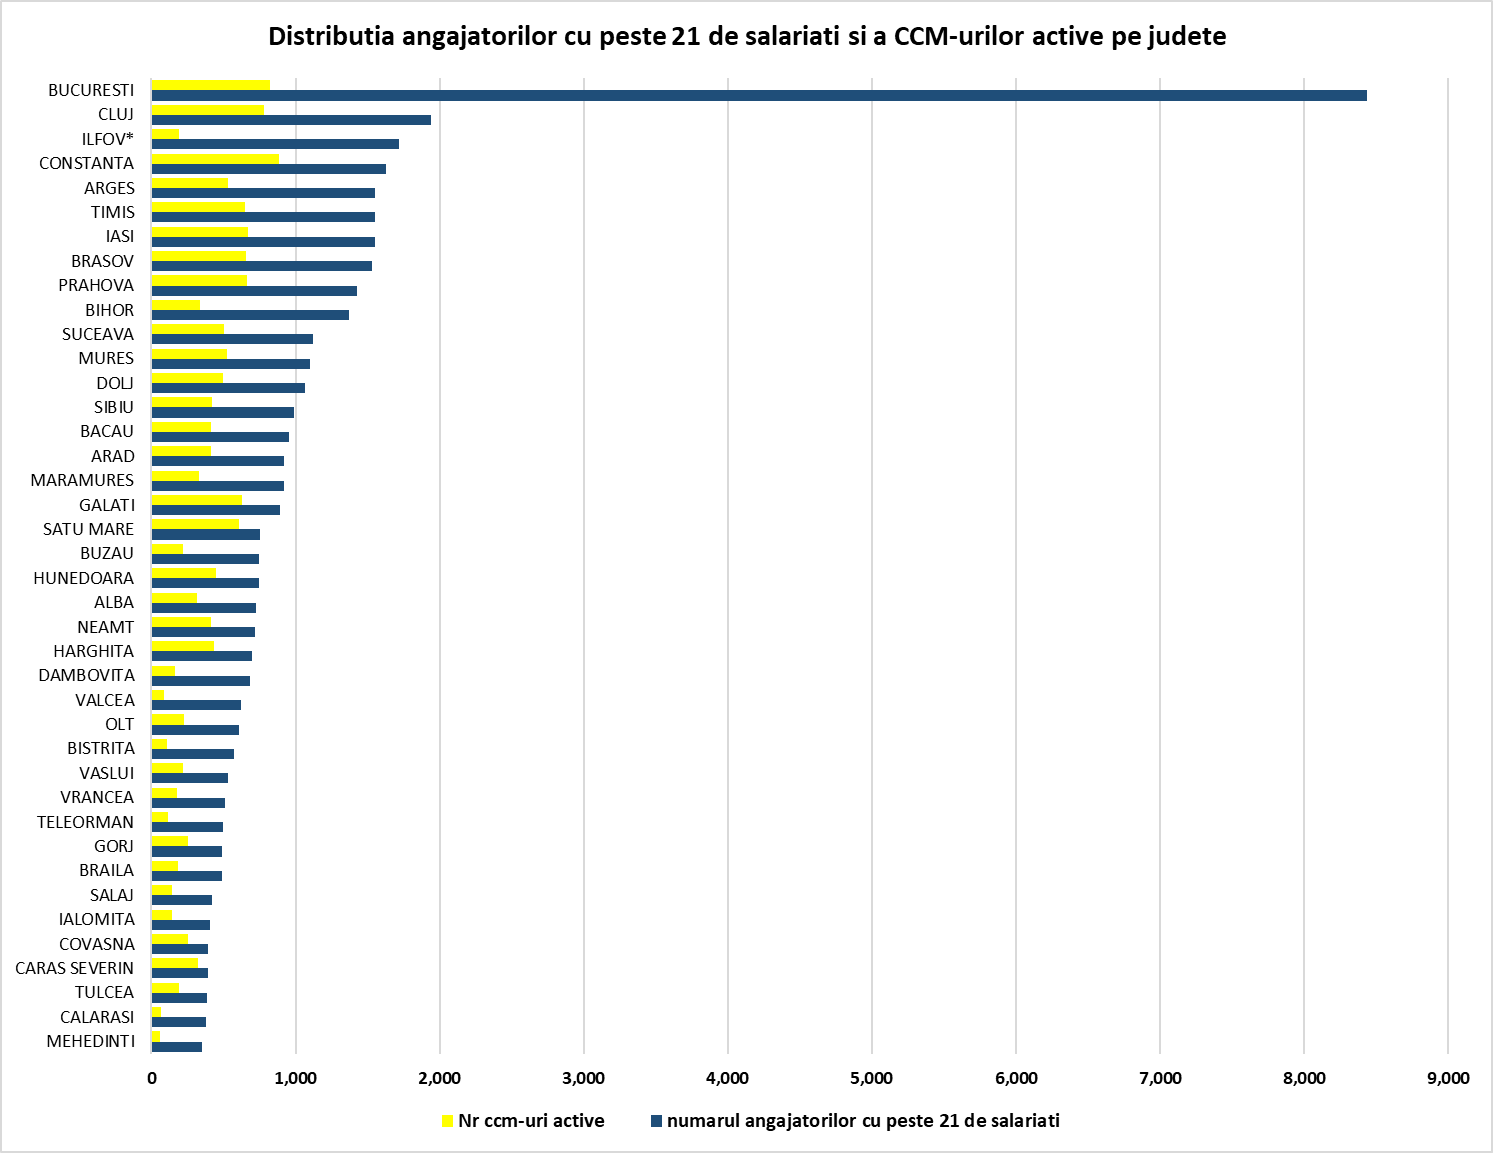 Distributia angajatorilor cu peste 21 de salariati si a CCM-urilor active pe judete
BUCURESTI
CLUJ
ILFOV*
CONSTANTA
ARGES
TIMIS
IASI
BRASOV
PRAHOVA
BIHOR
SUCEAVA
MURES
DOLJ
SIBIU
BACAU
ARAD
MARAMURES
GALATI
SATU MARE
BUZAU
HUNEDOARA
ALBA
NEAMT
HARGHITA
DAMBOVITA
VALCEA
OLT
BISTRITA
VASLUI
VRANCEA
TELEORMAN
GORJ
BRAILA
SALAJ
IALOMITA
COVASNA
CARAS SEVERIN
TULCEA
CALARASI
MEHEDINTI
0 1,000 2,000 3,000 4,000 5,000 6,000 7,000 8,000 9,000
Nr ccm-uri active numarul angajatorilor cu peste 21 de salariati